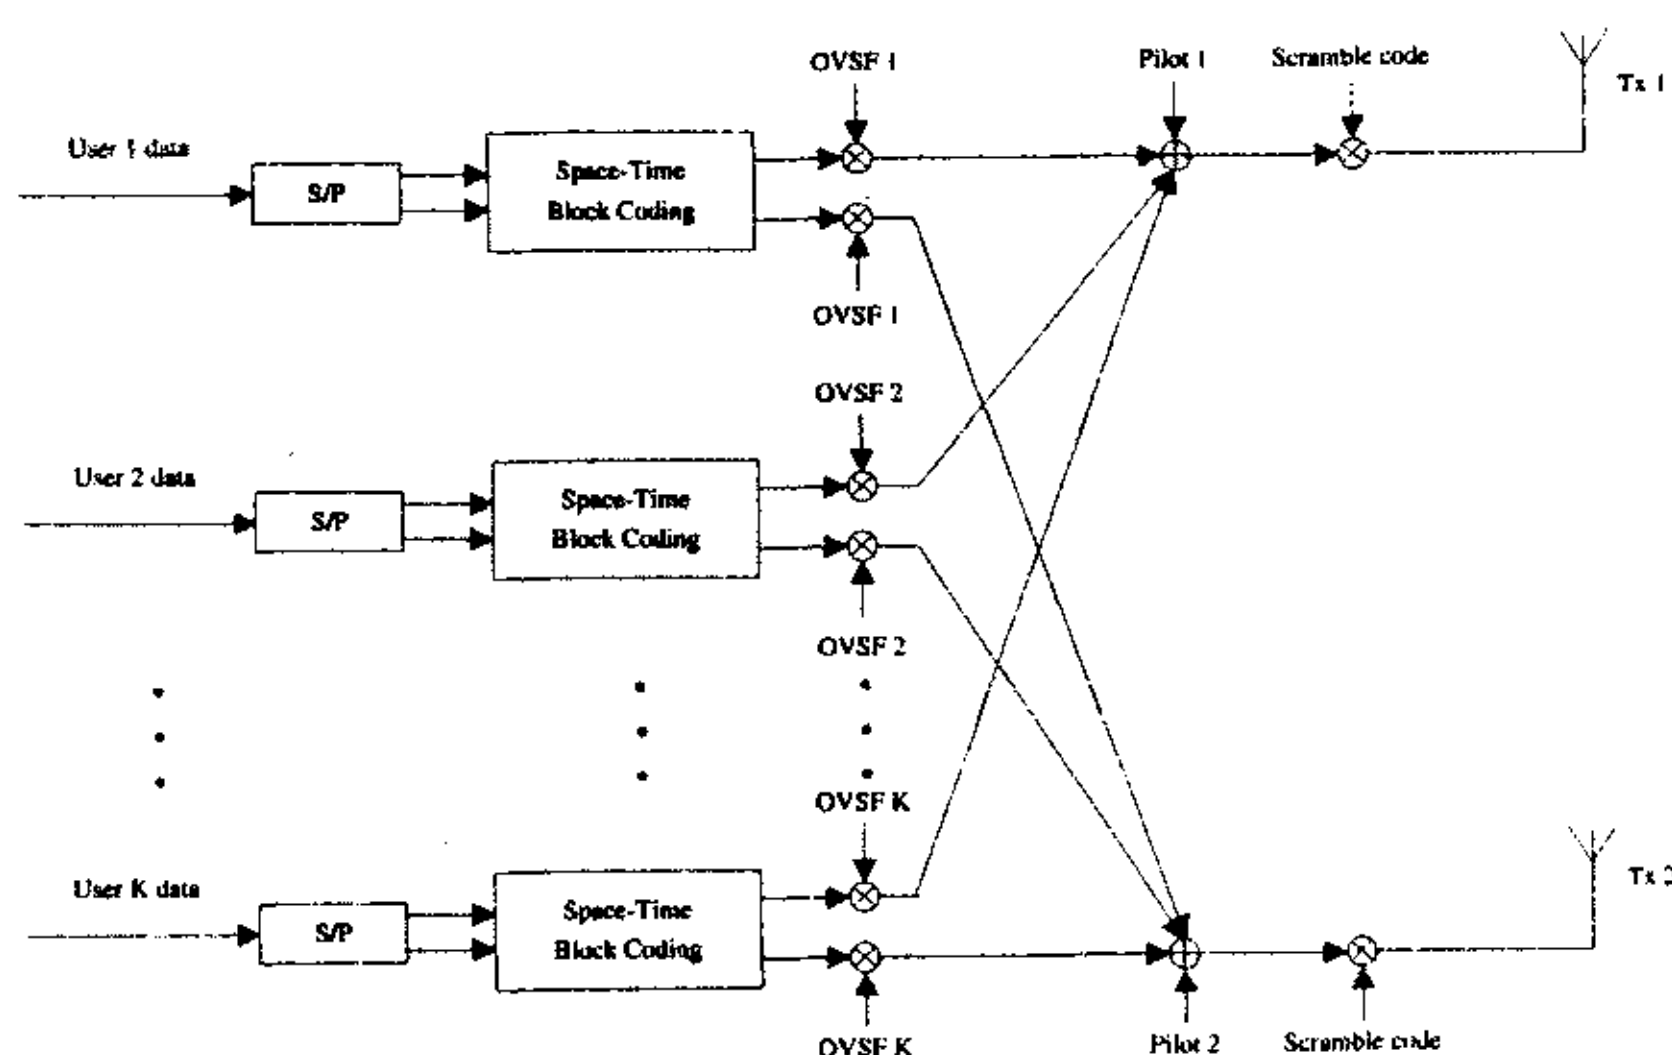 OVSF 1
Pilot 1
Scramble code
Tx 1
User 1 data
S/P
Space-Time
Block Coding
OVSF 1
OVSF 2
User 2 data
S/P
Space-Time
Block Coding
OVSF 2
OVSF K
User K data
S/P
Space-Time
Block Coding
Tx 2
OVSF K
Pilot 2
Scramble code